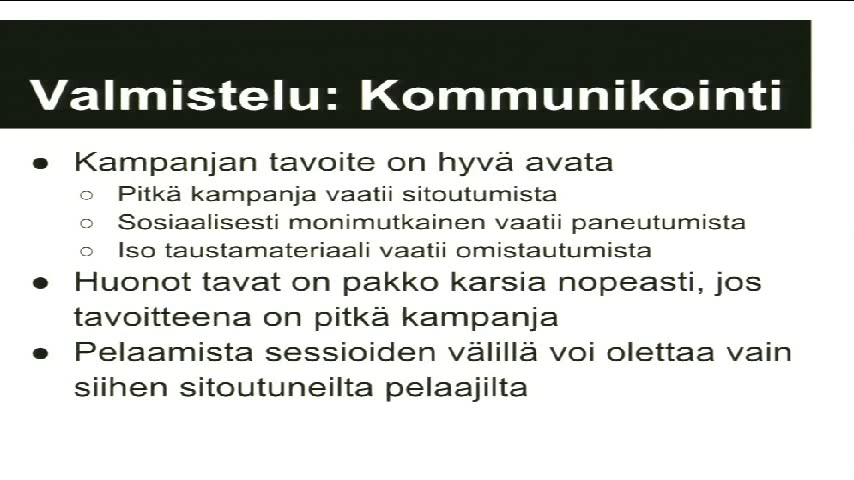 Valmistelu: Kommunikointi
● Kampanjan tavoite on hyvä avata
○ Pitkä kampanja vaatii sitoutumista
○ Sosiaalisesti monimutkainen vaatii paneutumista
○ Iso taustamateriaali vaatii omistautumista
● Huonot tavat on pakko karsia nopeasti, jos
tavoitteena on pitkä kampanja
● Pelaamista sessioiden välillä voi olettaa vain
siihen sitoutuneilta pelaajilta